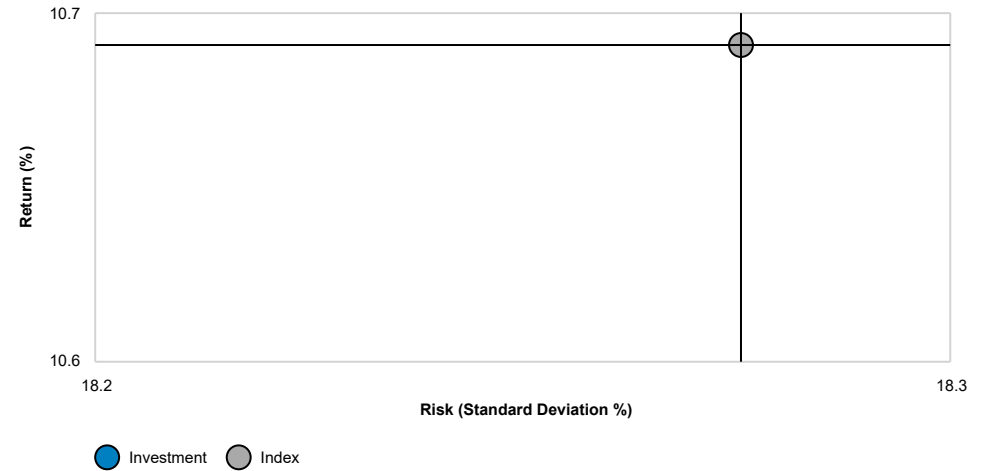 10.7
Return (%)
10.6
18.2
18.3
Risk (Standard Deviation %)
Investment
Index